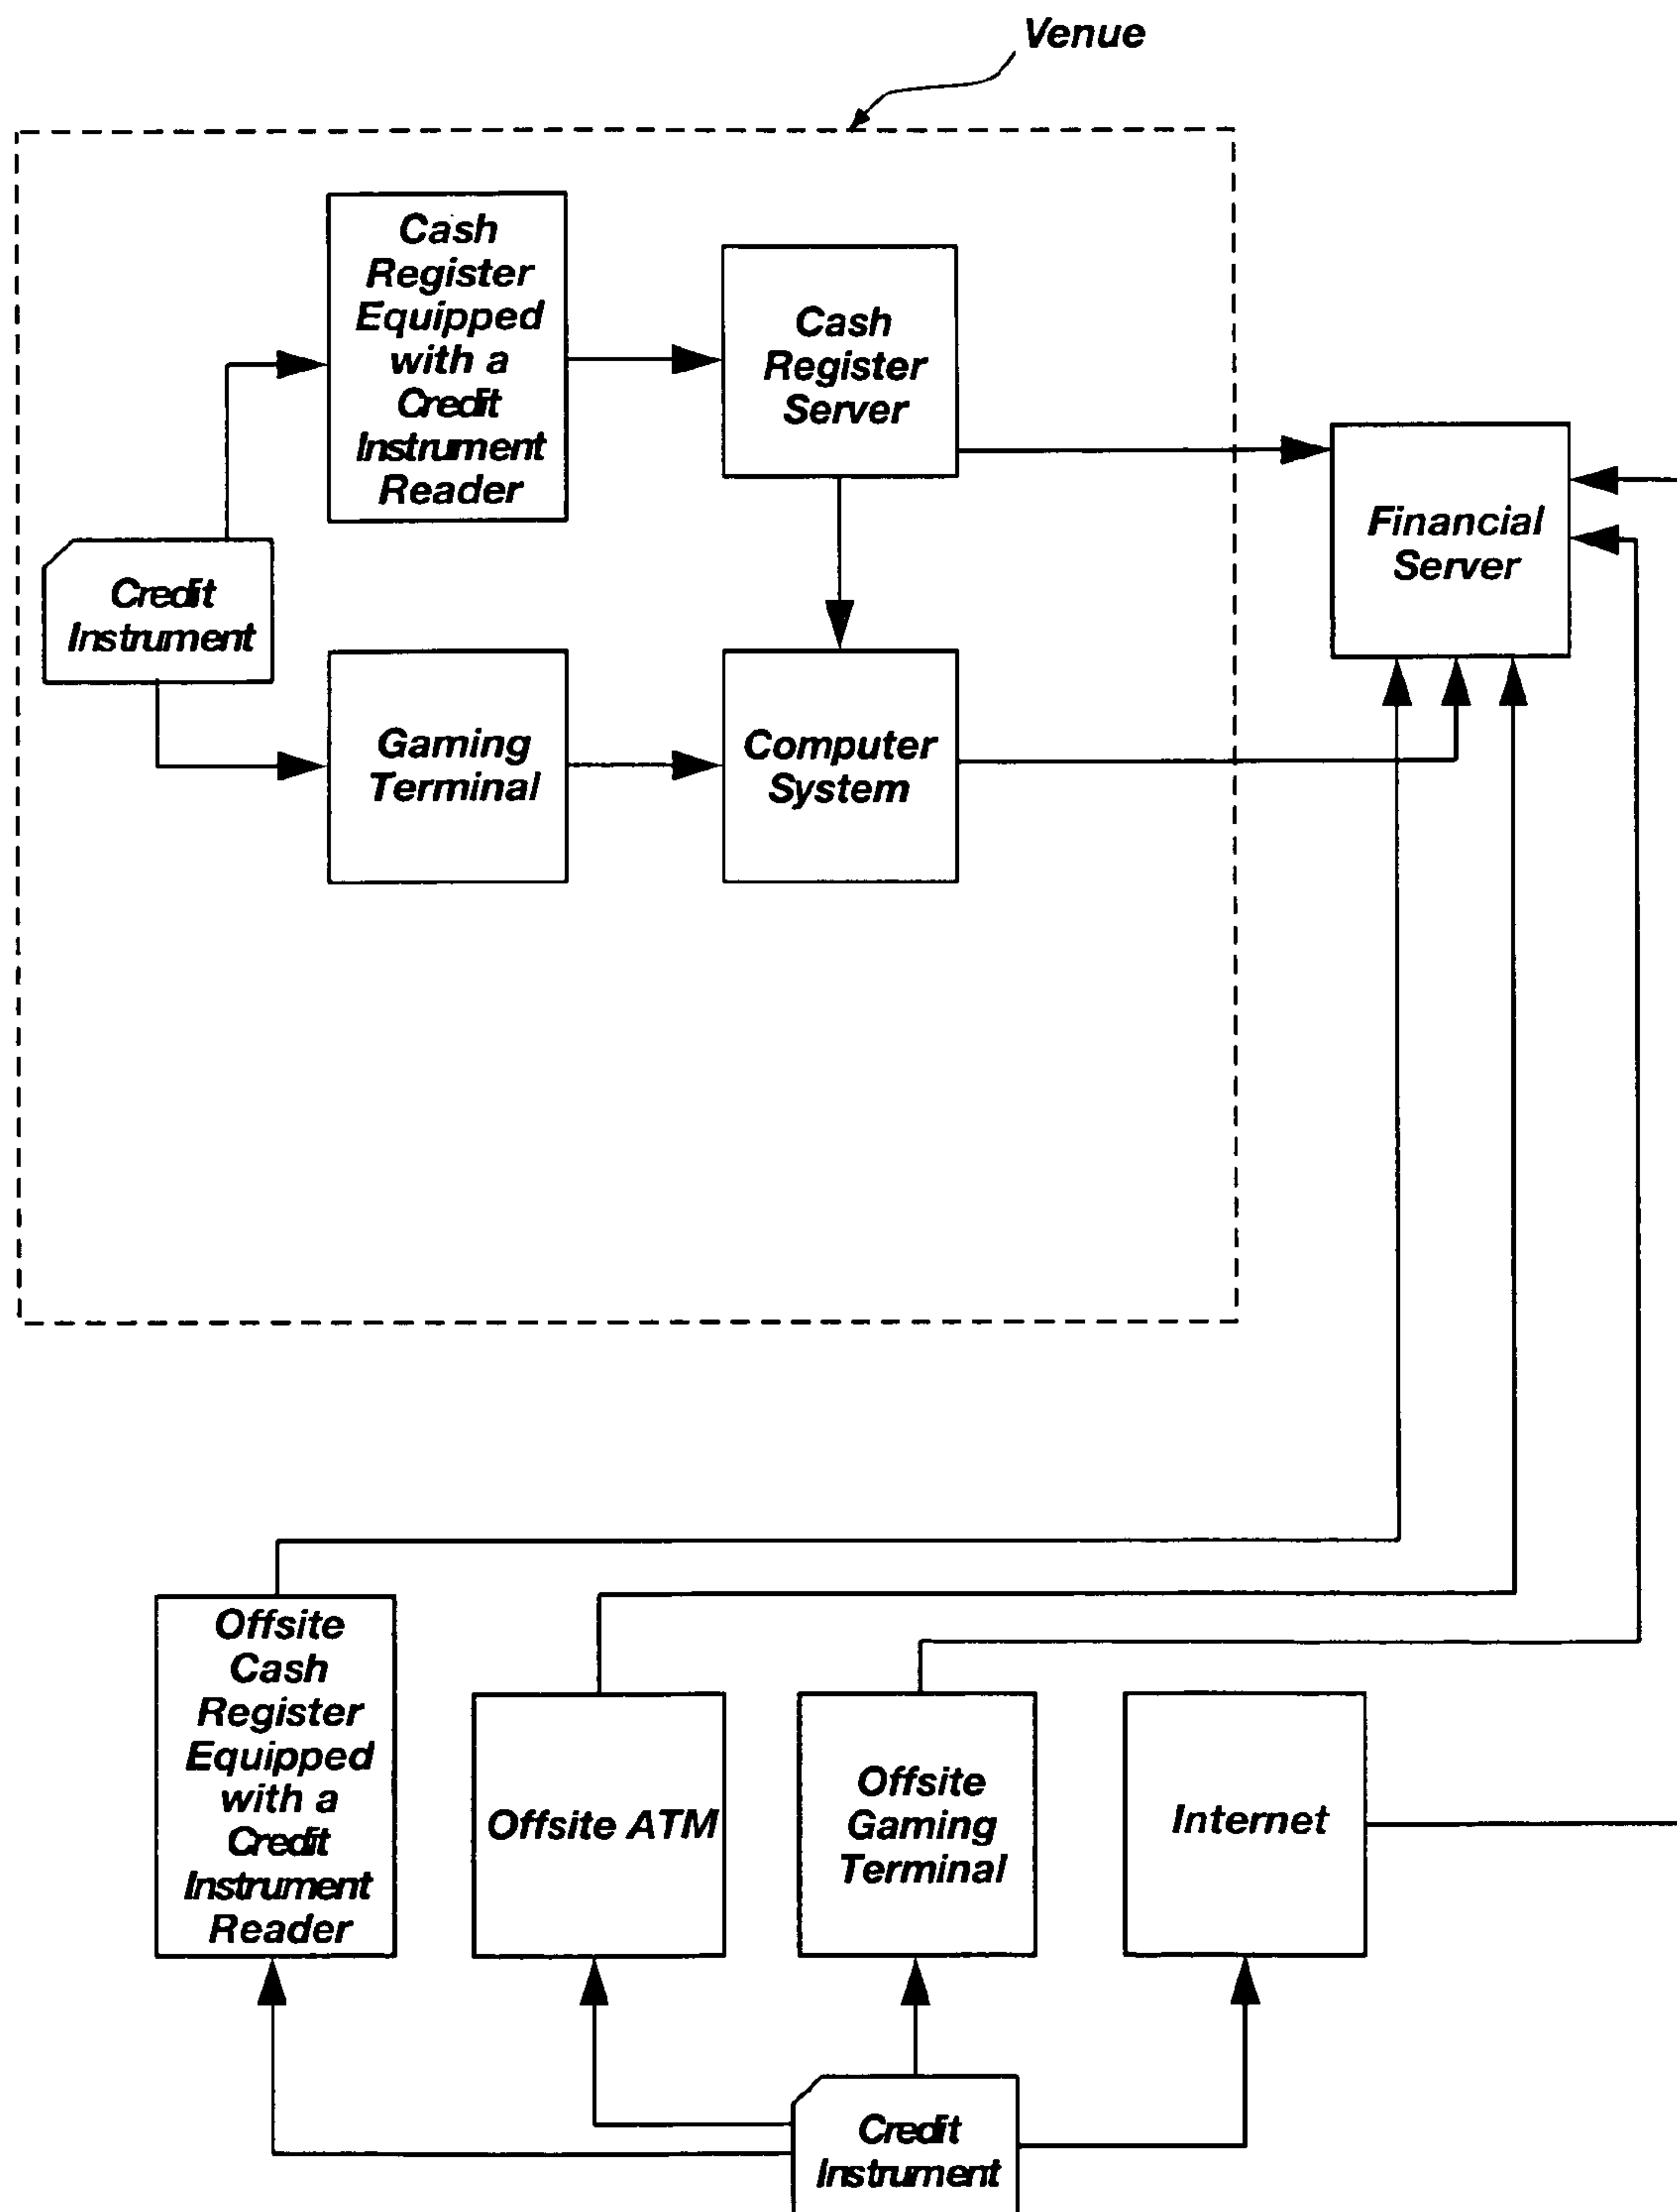 Venue
Cash
Register
Equipped
with a
Credit
Instrument
Reader
Cash
Register
Server
Financial
Server
Credit
Instrument
Gaming
Terminal
Computer
System
Offsite
Cash
Register
Equipped
with a
Credit
Instrument
Reader
Offsite ATM
Offsite
Gaming
Terminal
Internet
Credit
Instrument